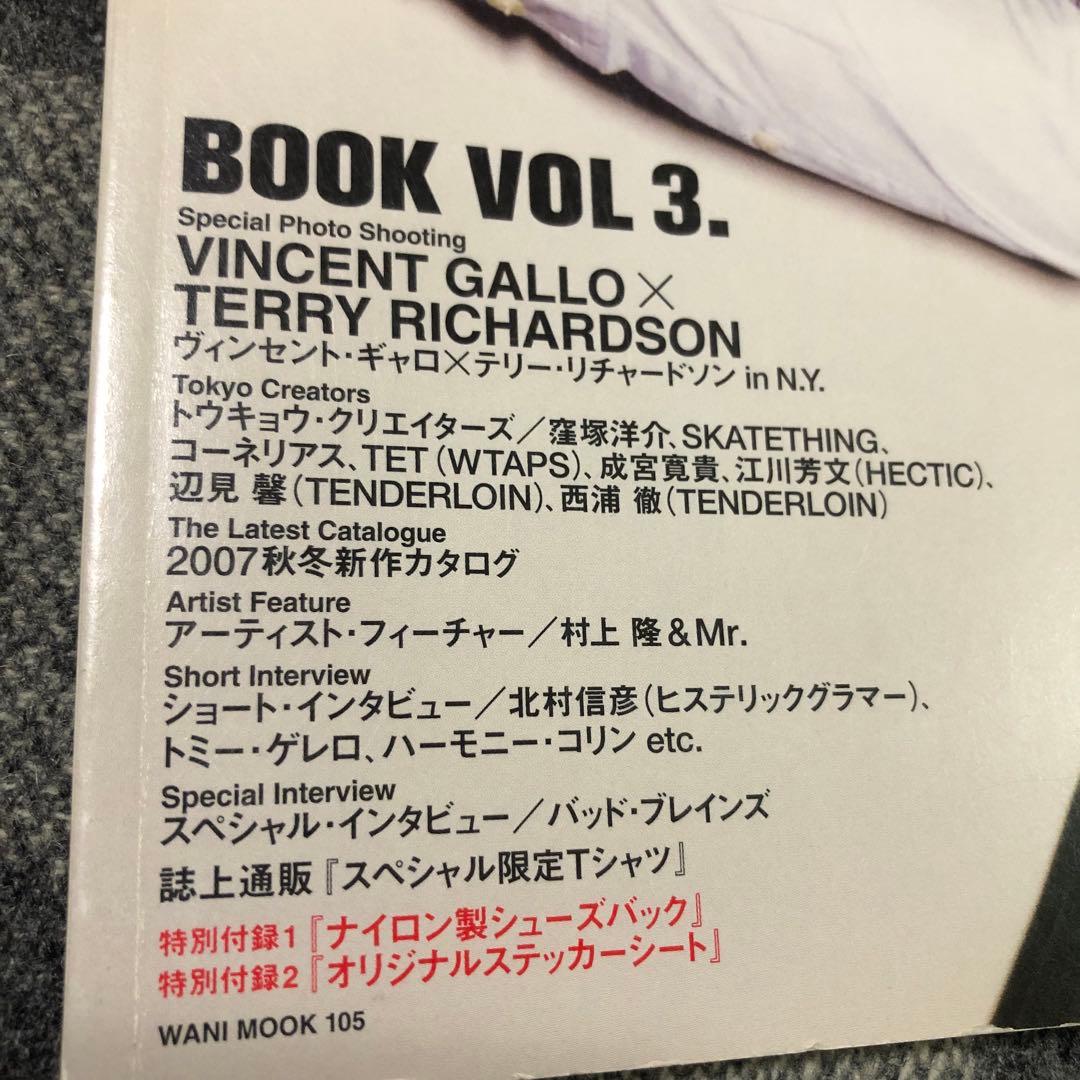 BOOK VOL 3.
Special Photo Shooting
VINCENT GALLO×
TERRY RICHARDSON
ヴィンセント・ギャロ×テリー・リチャードソン in N.Y.
Tokyo Creators
トウキョウ・クリエイターズ／窪塚洋介、SKATETHING、
コーネリアス、TET（WTAPS）、成宮寛貴、江川芳文（HECTIC）、
辺見 馨（TENDERLOIN）、西浦 徹（TENDERLOIN）
The Latest Catalogue
2007秋冬新作カタログ
Artist Feature
アーティスト・フィーチャー／村上 隆＆Mr.
Short Interview
ショート・インタビュー／北村信彦（ヒステリックグラマー）、
トミー・ゲレロ、ハーモニー・コリン etc.
Special Interview
スペシャル・インタビュー／バッド・ブレインズ
誌上通販『スペシャル限定Tシャツ』
特別付録1『ナイロン製シューズバック』
特別付録2『オリジナルステッカーシート』
WANI MOOK 105